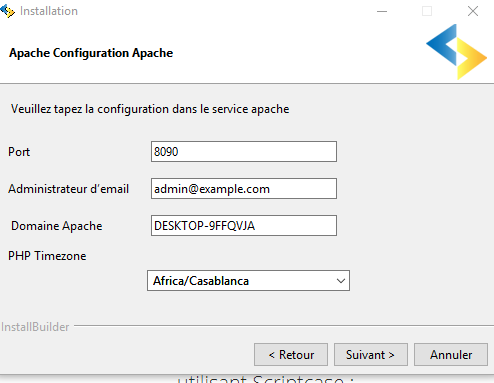 Installation
Apache Configuration Apache
Veuillez tapez la configuration dans le service apache
Port 8090
Administrateur d'email admin@example.com
Domaine Apache DESKTOP-9FFQVJA
PHP Timezone
Africa/Casablanca
InstallBuilder
< Retour Suivant > Annuler
utilisant Scriptcase :